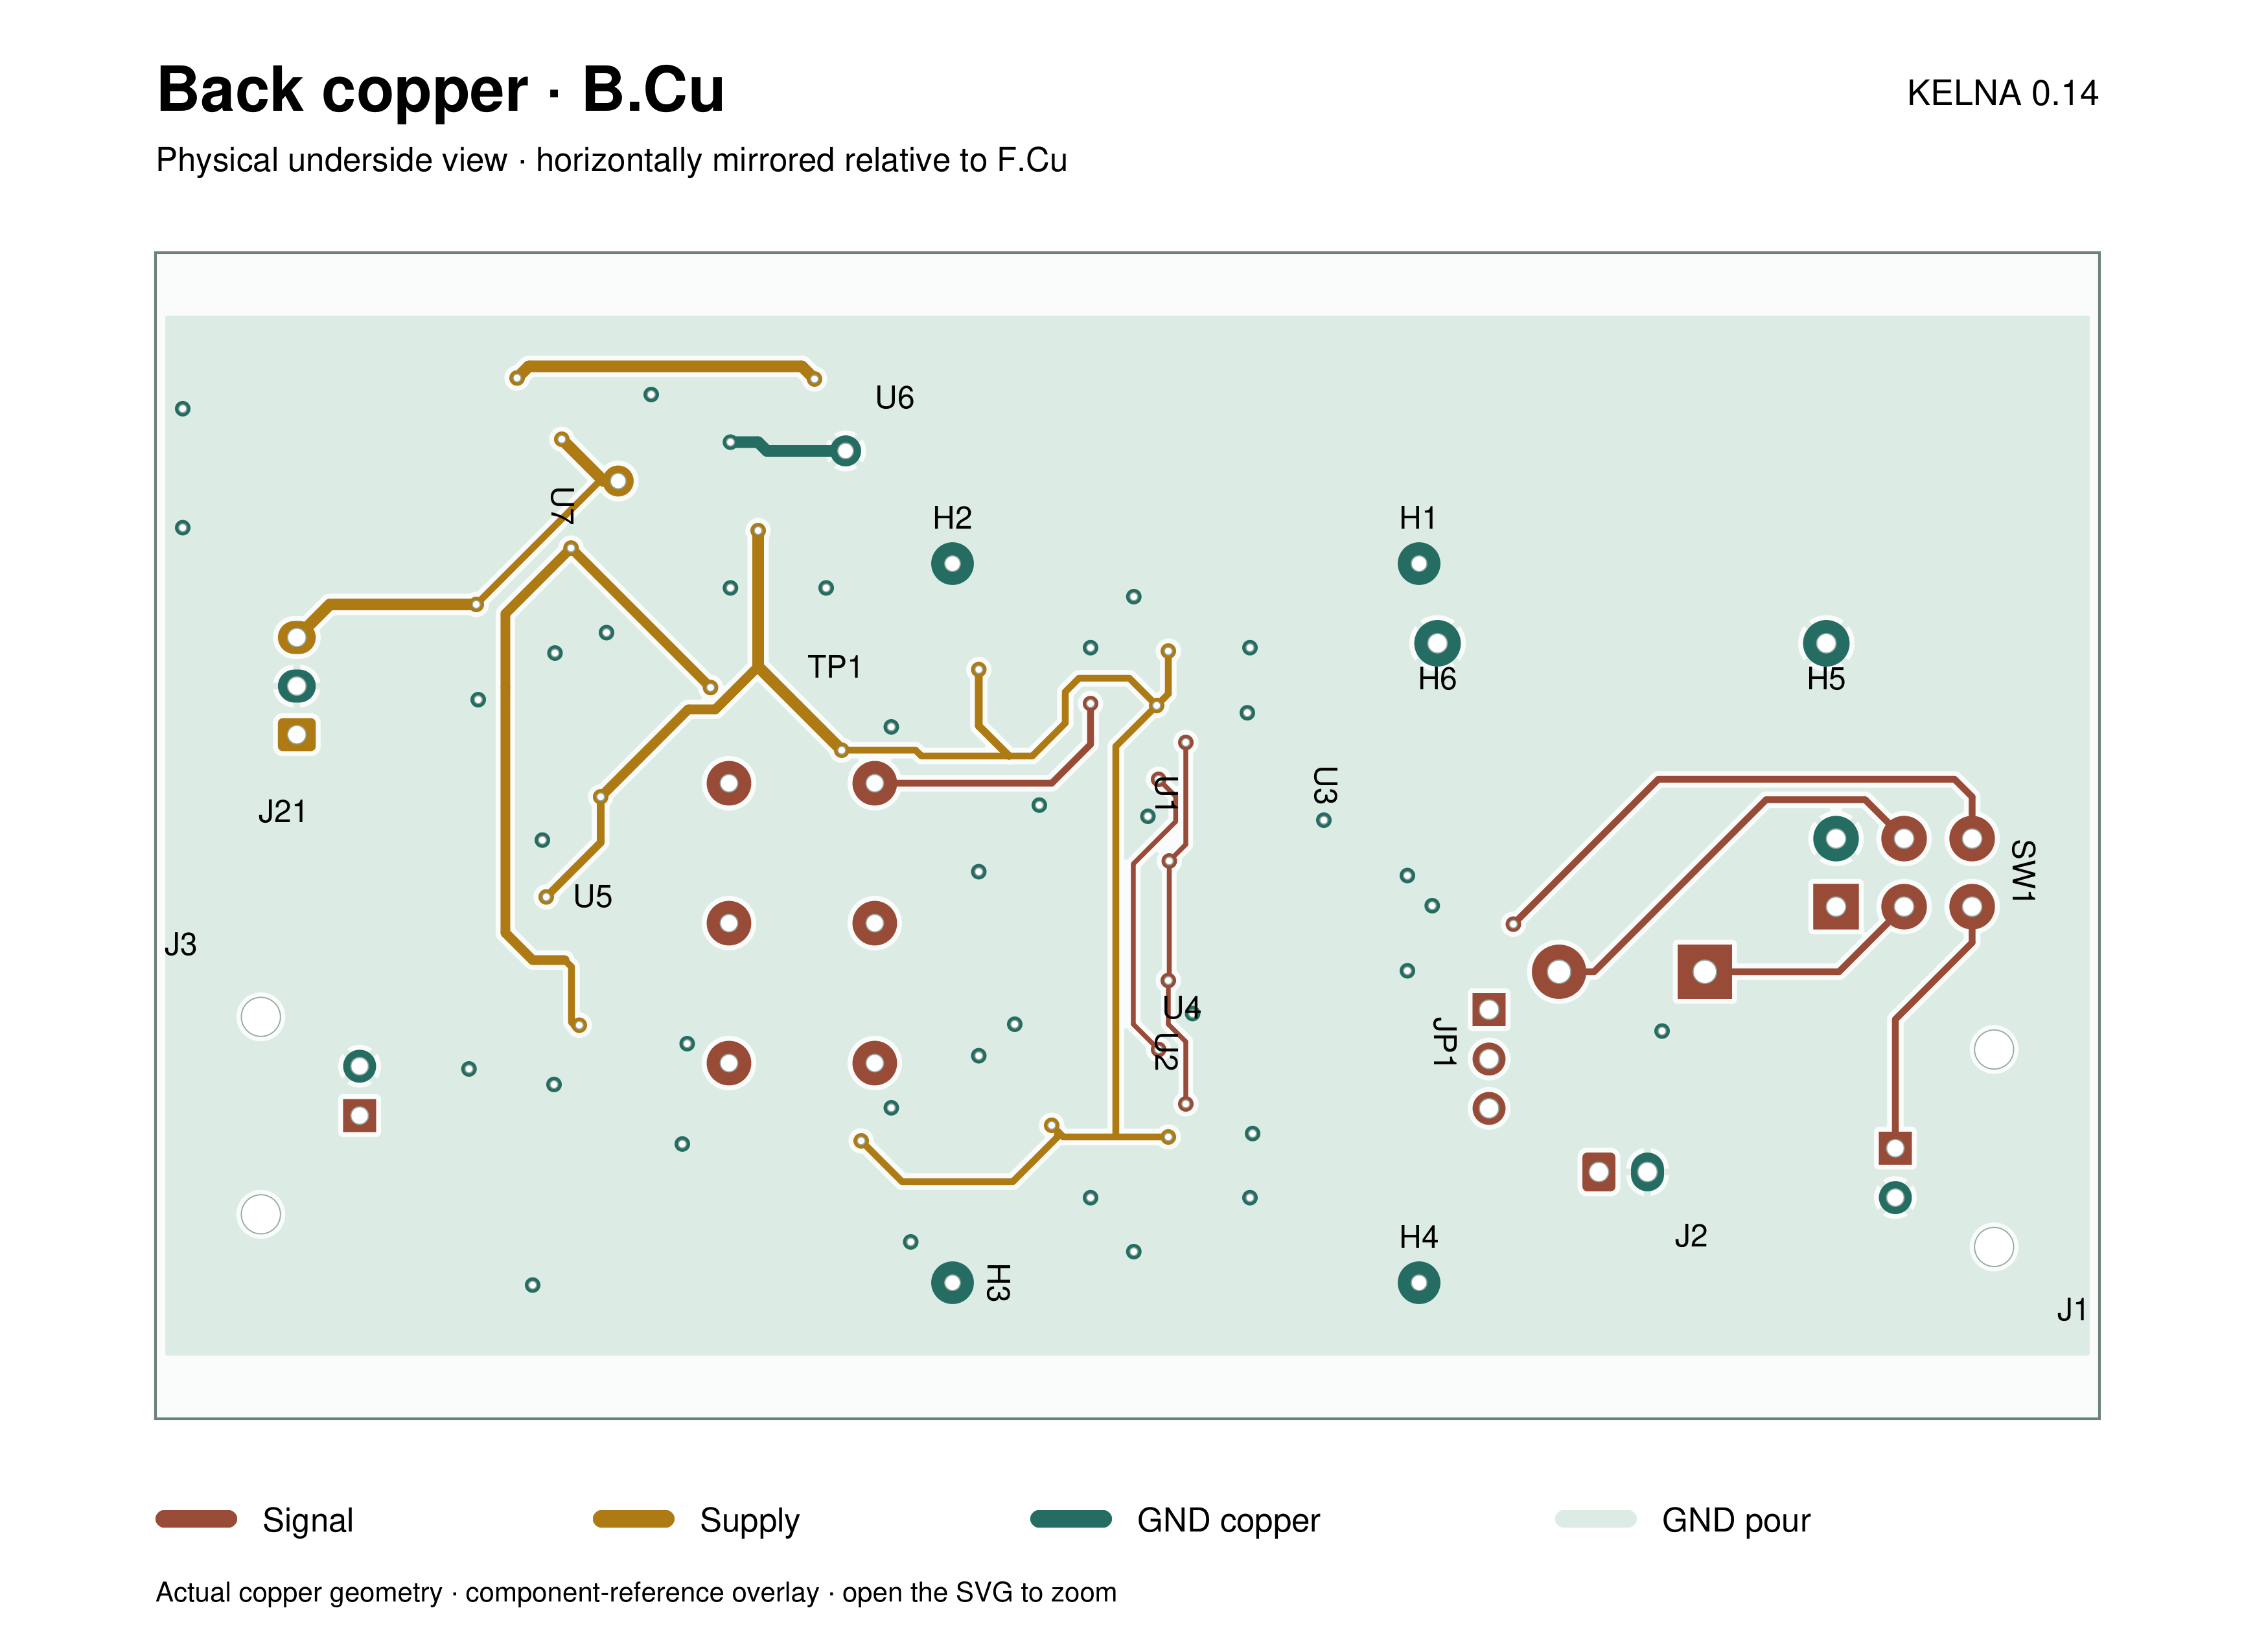 Back copper · B.Cu
KELNA 0.14
Physical underside view · horizontally mirrored relative to F.Cu
U6
U7
H2
H1
TP1
H6
H5
J21
U1
U3
SW1
U5
J3
U4
U2
JP1
J2
H4
H3
J1
Signal
Supply
GND copper
GND pour
Actual copper geometry · component-reference overlay · open the SVG to zoom